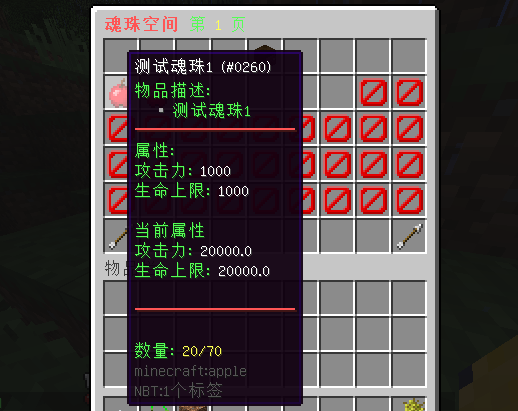 魂珠空间 第 1 页
测试魂珠1 (#0260)
物品描述:
▪ 测试魂珠1
属性:
攻击力: 1000
生命上限: 1000
当前属性
攻击力: 20000.0
生命上限: 20000.0
物品
数量: 20/70
minecraft:apple
NBT:1个标签